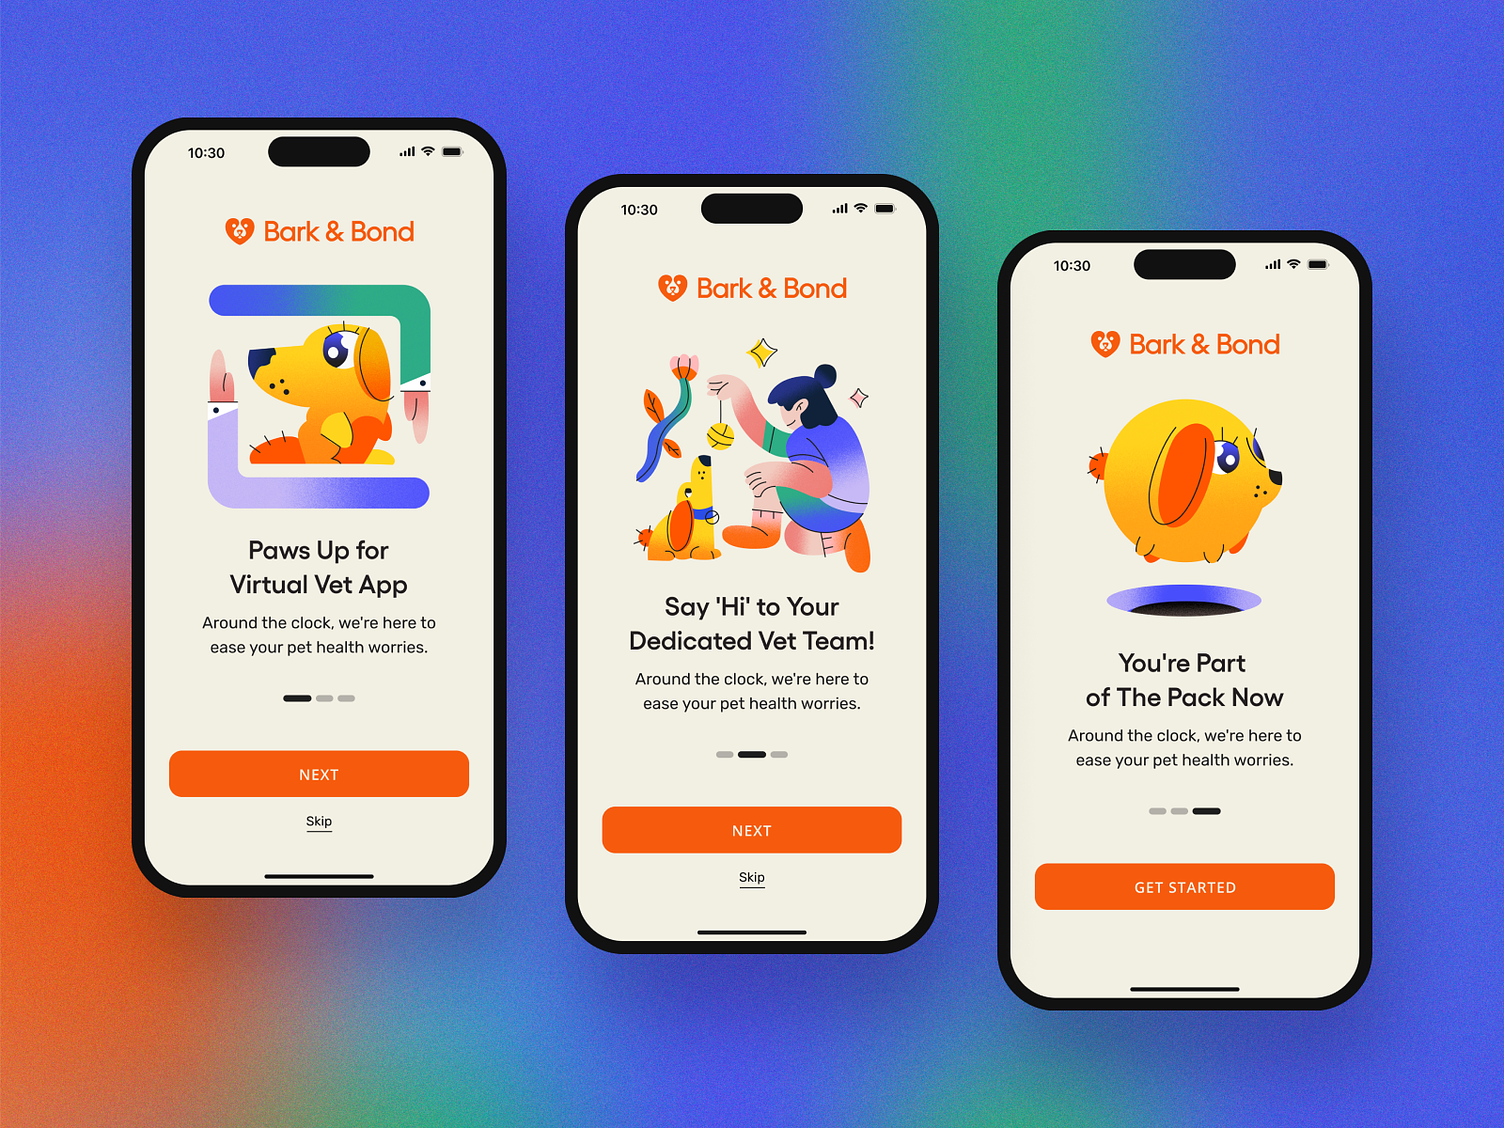 10:30
Bark & Bond
Paws Up for
Virtual Vet App
Around the clock, we're here to
ease your pet health worries.
NEXT
Skip
10:30
Bark & Bond
Say 'Hi' to Your
Dedicated Vet Team!
Around the clock, we're here to
ease your pet health worries.
NEXT
Skip
10:30
Bark & Bond
You're Part
of The Pack Now
Around the clock, we're here to
ease your pet health worries.
GET STARTED